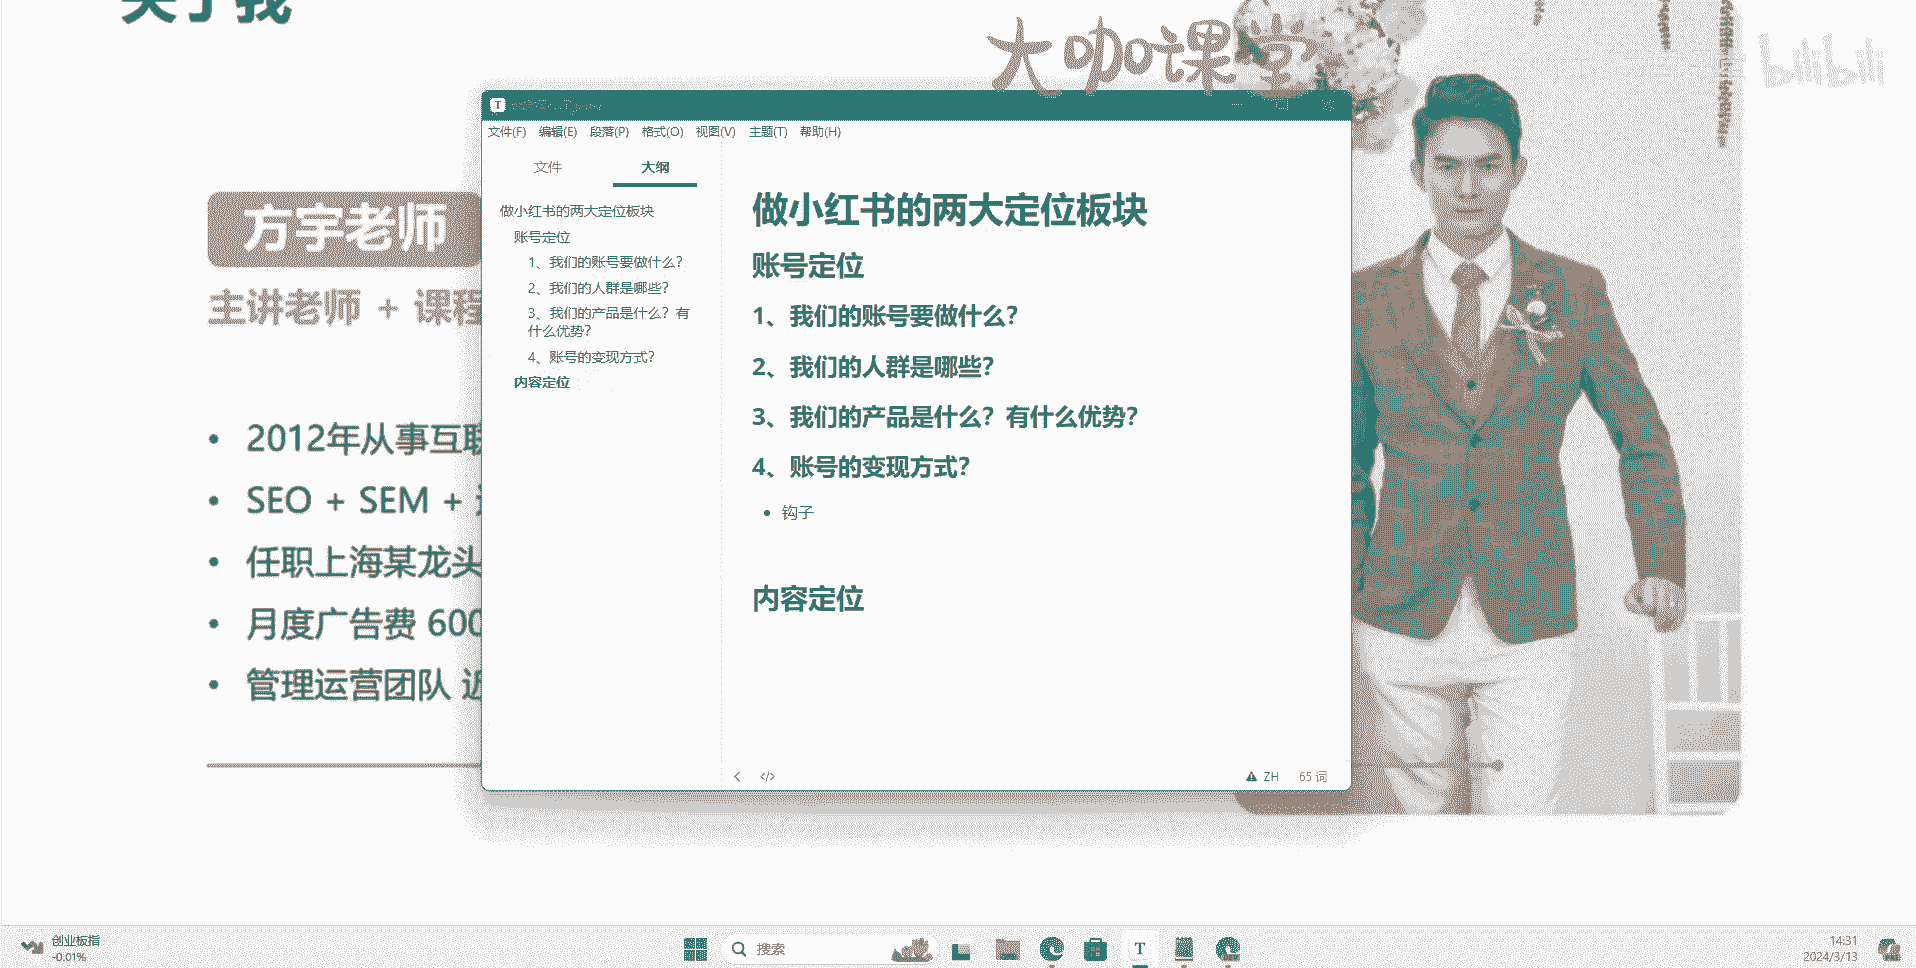 关于我
大咖课堂
bilibili
T
文件(F) 编辑(E) 段落(P) 格式(O) 视图(V) 主题(T) 帮助(H)
文件 大纲
做小红书的两大定位板块
账号定位
1、我们的账号要做什么?
2、我们的人群是哪些?
3、我们的产品是什么？有
什么优势?
4、账号的变现方式?
内容定位
做小红书的两大定位板块
账号定位
1、我们的账号要做什么?
2、我们的人群是哪些?
3、我们的产品是什么？有什么优势?
4、账号的变现方式?
钩子
内容定位
ZH 65 词
方宇老师
主讲老师 + 课程
2012年从事互联
SEO + SEM +
任职上海某龙头
月度广告费 600
管理运营团队 近
创业板指
-0.01%
搜索
T
14:31
2024/3/13